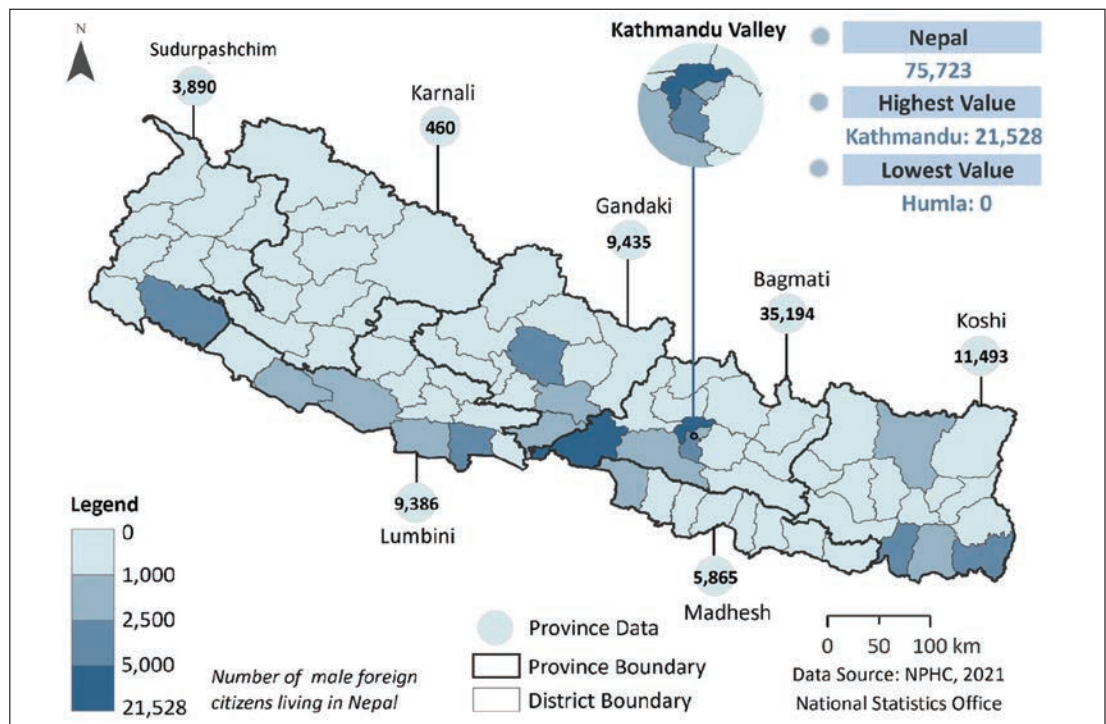 N
Sudurpashchim
3,890
Karnali
460
Kathmandu Valley
Nepal
75,723
Highest Value
Kathmandu: 21,528
Lowest Value
Humla: 0
Gandaki
9,435
Bagmati
35,194
Koshi
11,493
9,386
Lumbini
5,865
Madhesh
Legend
0
1,000
2,500
5,000
21,528
Number of male foreign
citizens living in Nepal
Province Data
Province Boundary
District Boundary
0 50 100 km
Data Source: NPHC, 2021
National Statistics Office